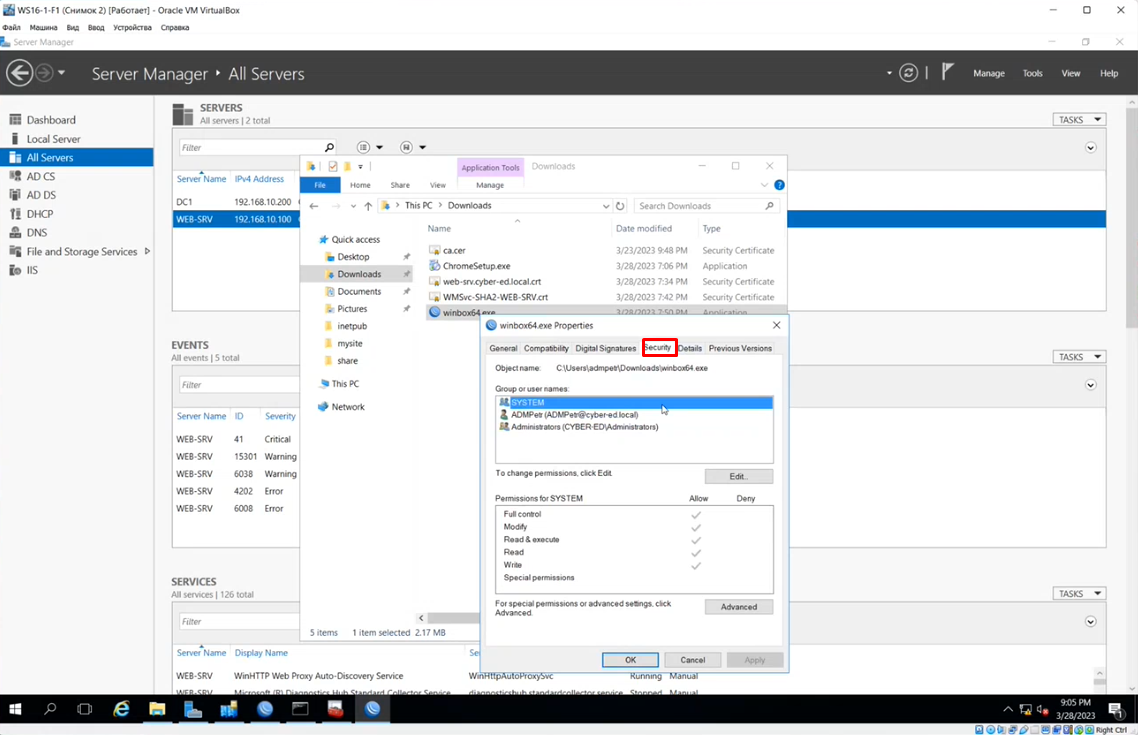 WS16-1-F1 (Снимок 2) [Работает] - Oracle VM VirtualBox
Файл Машина Вид Ввод Устройства Справка
Server Manager
Server Manager ‣ All Servers
Manage Tools View Help
Dashboard
Local Server
All Servers
AD CS
AD DS
DHCP
DNS
File and Storage Services
IIS
SERVERS
All servers | 2 total
TASKS
Filter
Server Name IPv4 Address
DC1 192.168.10.200
WEB-SRV 192.168.10.100
EVENTS
All events | 5 total
TASKS
Filter
Server Name ID Severity
WEB-SRV 41 Critical
WEB-SRV 15301 Warning
WEB-SRV 6038 Warning
WEB-SRV 4202 Error
WEB-SRV 6008 Error
SERVICES
All services | 126 total
TASKS
Filter
Server Name Display Name
WEB-SRV WinHTTP Web Proxy Auto-Discovery Service WinHttpAutoProxySvc Running Manual
WEB-SRV Microsoft (R) Diagnostics Hub Standard Collector Service diagnosticshub.standardcollector.service Stopped Manual
Application Tools Downloads
File Home Share View Manage
This PC > Downloads
Search Downloads
Name Date modified Type
Quick access
Desktop
Downloads
Documents
Pictures
inetpub
mysite
share
This PC
Network
ca.cer 3/23/2023 9:48 PM Security Certificate
ChromeSetup.exe 3/28/2023 7:06 PM Application
web-srv.cyber-ed.local.crt 3/28/2023 7:34 PM Security Certificate
WMSvc-SHA2-WEB-SRV.crt 3/28/2023 7:42 PM Security Certificate
winbox64.exe 3/28/2023 7:50 PM Application
5 items 1 item selected 2.17 MB
winbox64.exe Properties
General Compatibility Digital Signatures Security Details Previous Versions
Object name: C:\Users\admpet\Downloads\winbox64.exe
Group or user names:
SYSTEM
ADMPetr (ADMPetr@cyber-ed.local)
Administrators (CYBER-ED\Administrators)
To change permissions, click Edit.
Edit...
Permissions for SYSTEM Allow Deny
Full control
Modify
Read & execute
Read
Write
Special permissions
For special permissions or advanced settings, click
Advanced.
Advanced
OK Cancel Apply
9:05 PM
3/28/2023
1
Right Ctrl